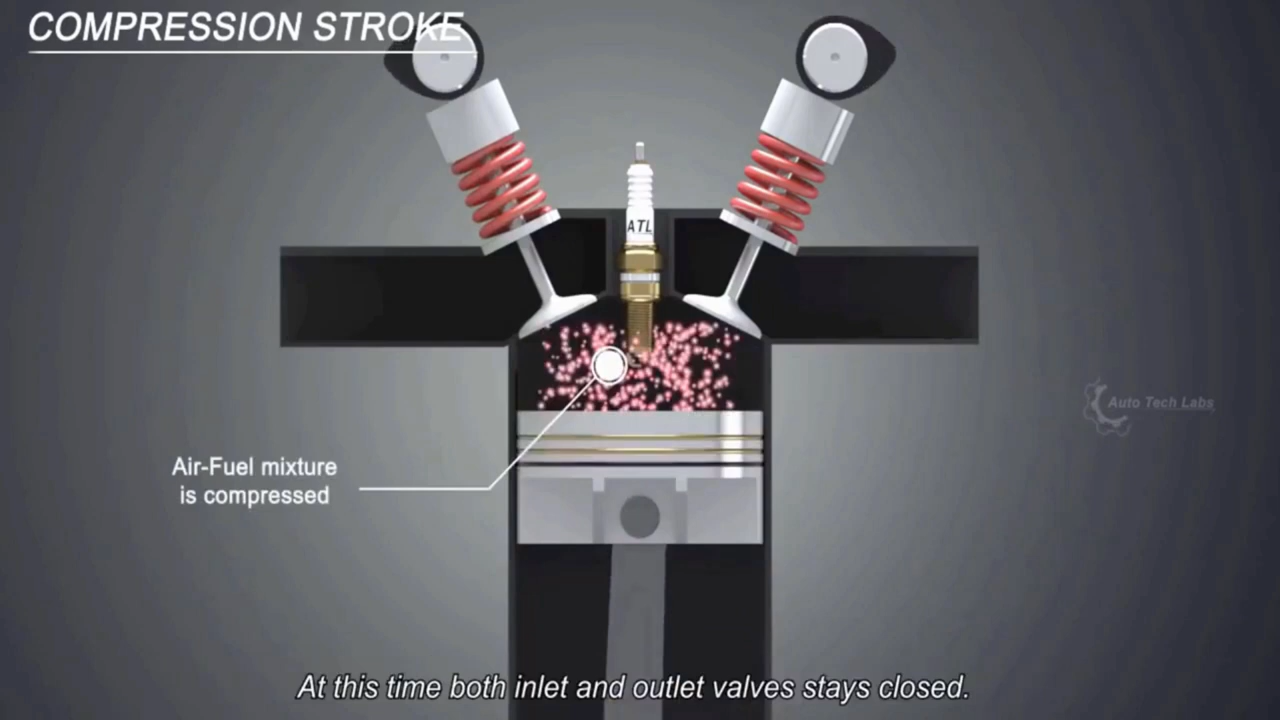 COMPRESSION STROKE
ATL
Auto Tech Labs
Air-Fuel mixture
is compressed
At this time both inlet and outlet valves stays closed.